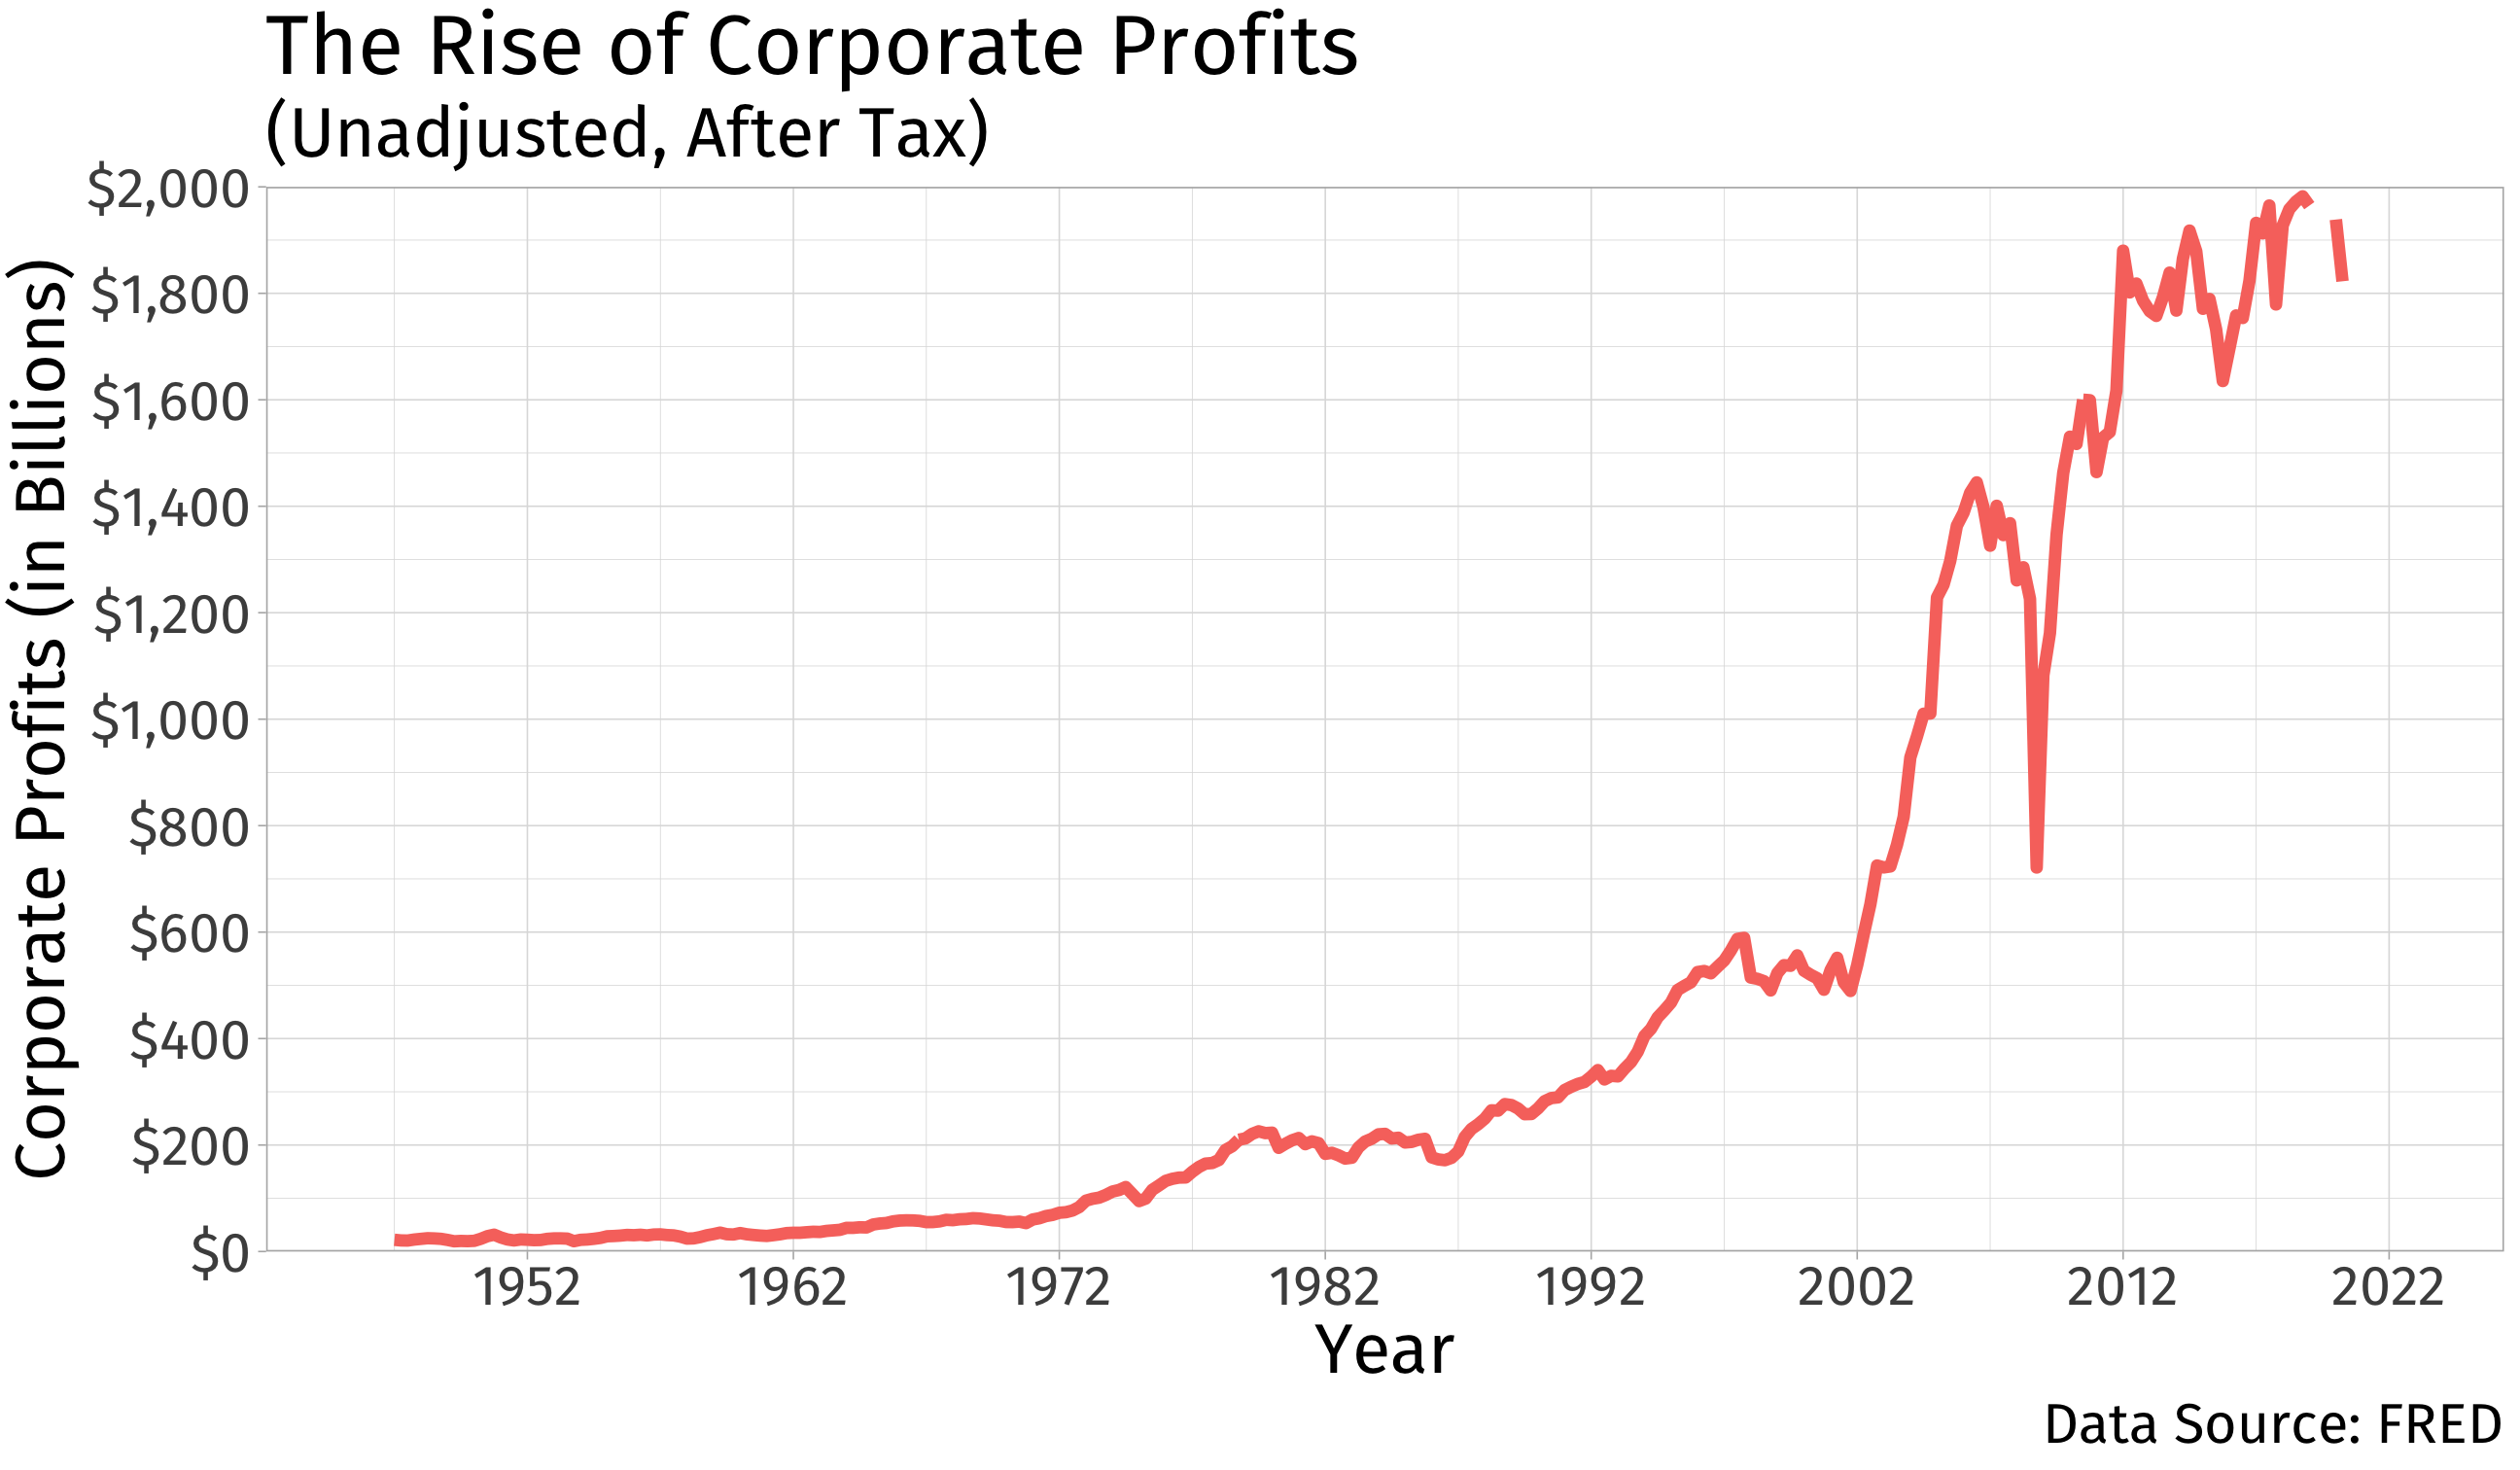 The Rise of Corporate Profits
(Unadjusted, After Tax)
Corporate Profits (in Billions)
$2,000
$1,800
$1,600
$1,400
$1,200
$1,000
$800
$600
$400
$200
$0
1952 1962 1972 1982 1992 2002 2012 2022
Year
Data Source: FRED